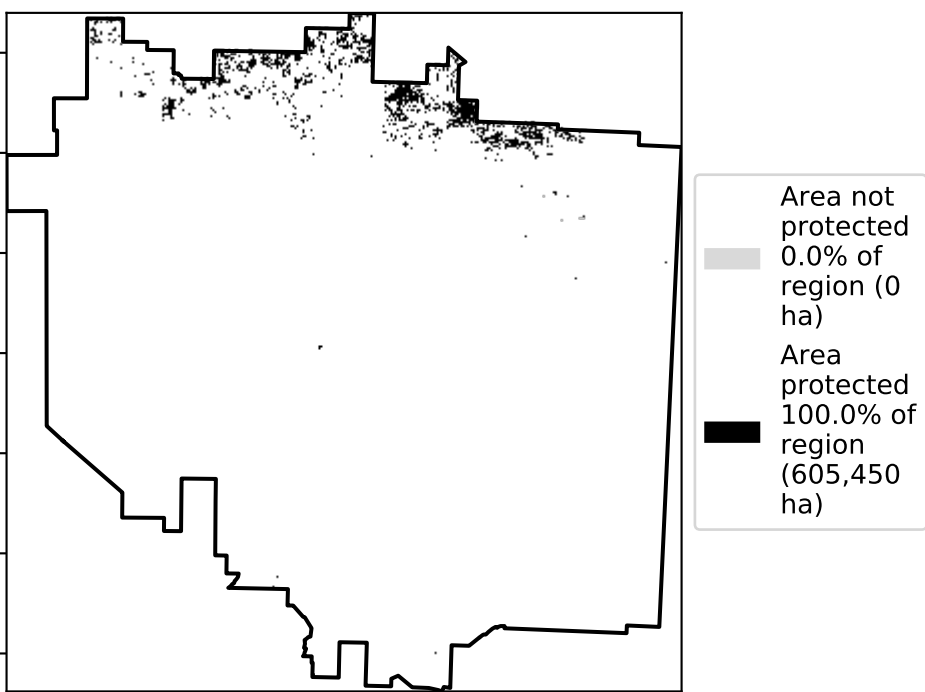 Area not
protected
0.0% of
region (0
ha)
Area
protected
100.0% of
region
(605,450
ha)